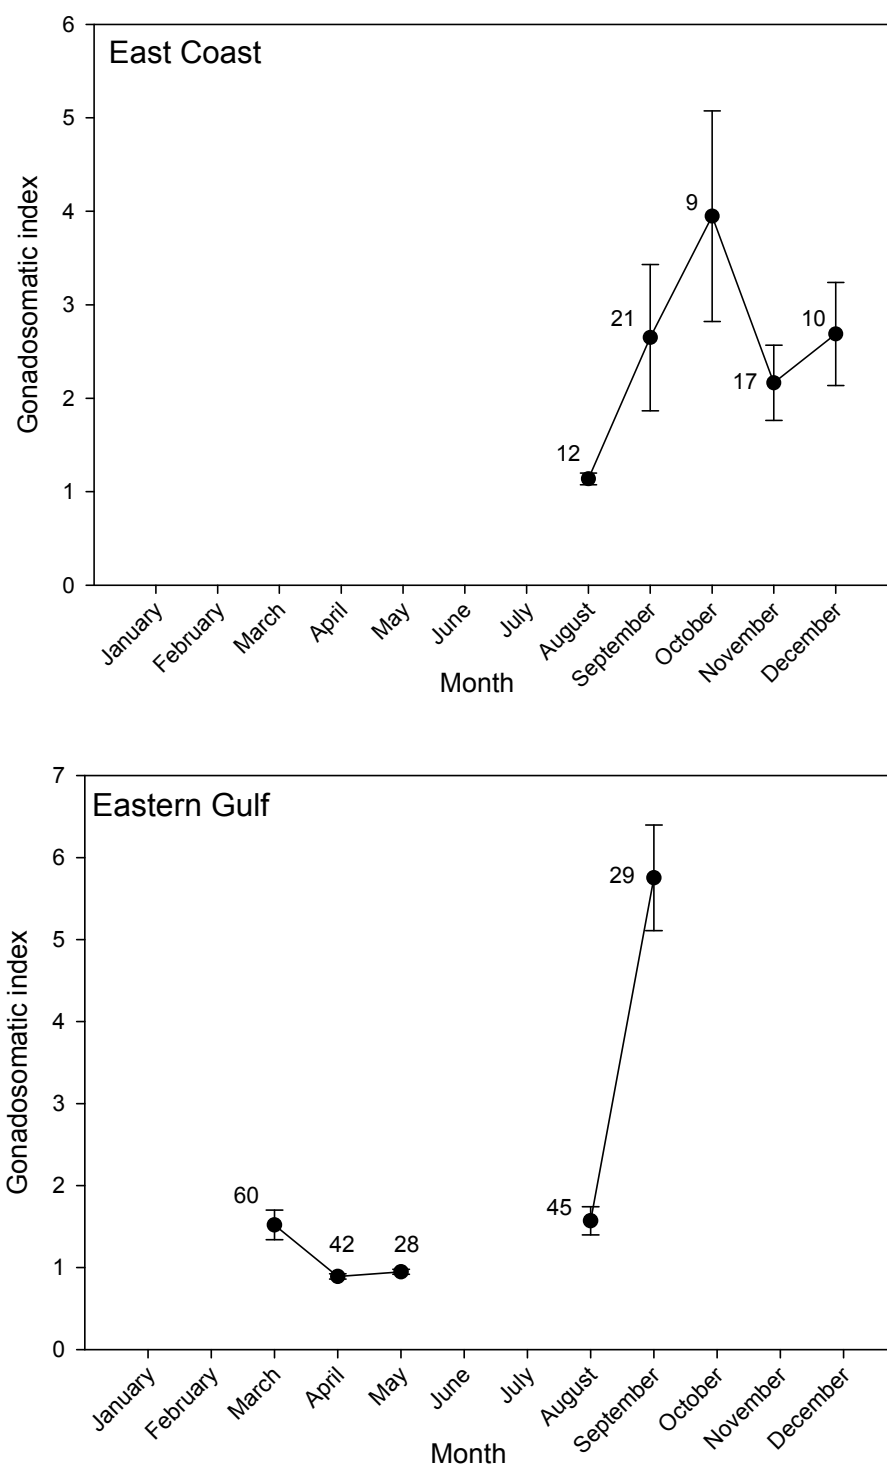 East Coast
6
5
4
3
2
1
0
Gonadosomatic index
12
21
9
17
10
January
February
March
April
May
June
July
August
September
October
November
December
Month
Eastern Gulf
7
6
5
4
3
2
1
0
Gonadosomatic index
60
42
28
45
29
January
February
March
April
May
June
July
August
September
October
November
December
Month